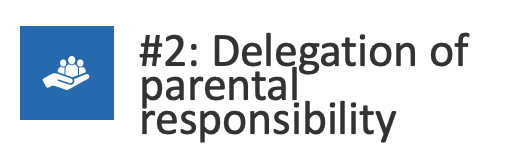 #2: Delegation of
parental
responsibility